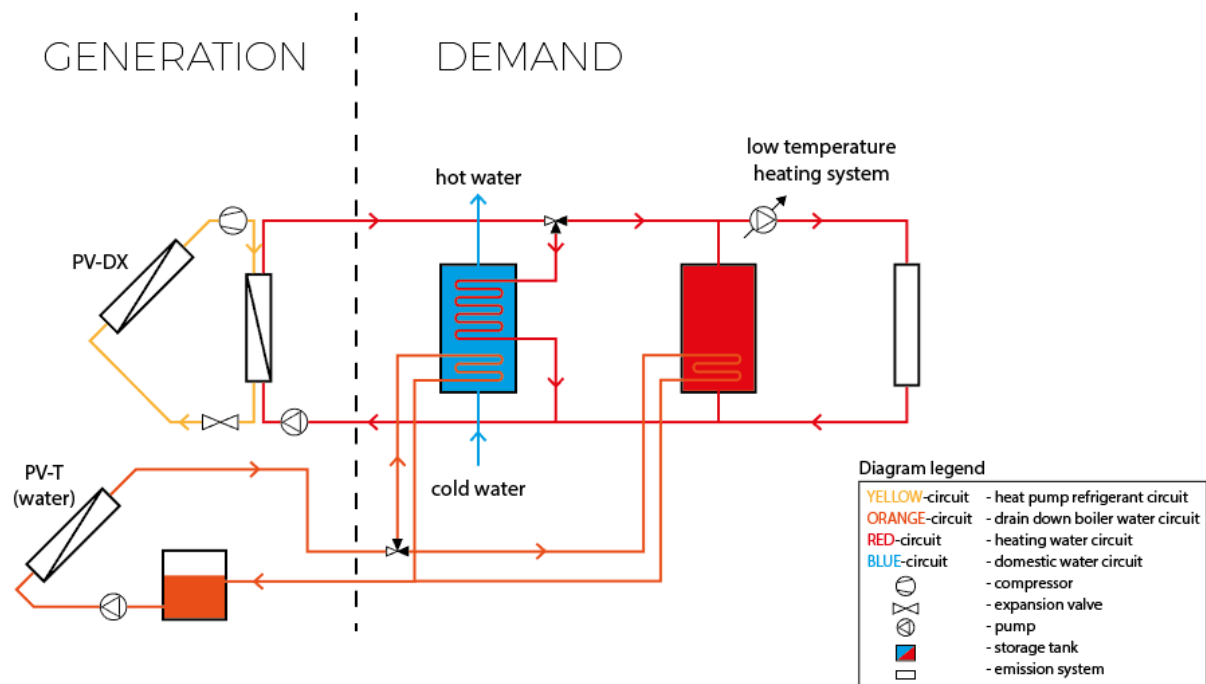 GENERATION
DEMAND
low temperature
heating system
hot water
PV-DX
PV-T
(water)
cold water
Diagram legend
YELLOW-circuit - heat pump refrigerant circuit
ORANGE-circuit - drain down boiler water circuit
RED-circuit - heating water circuit
BLUE-circuit - domestic water circuit
- compressor
- expansion valve
- pump
- storage tank
- emission system